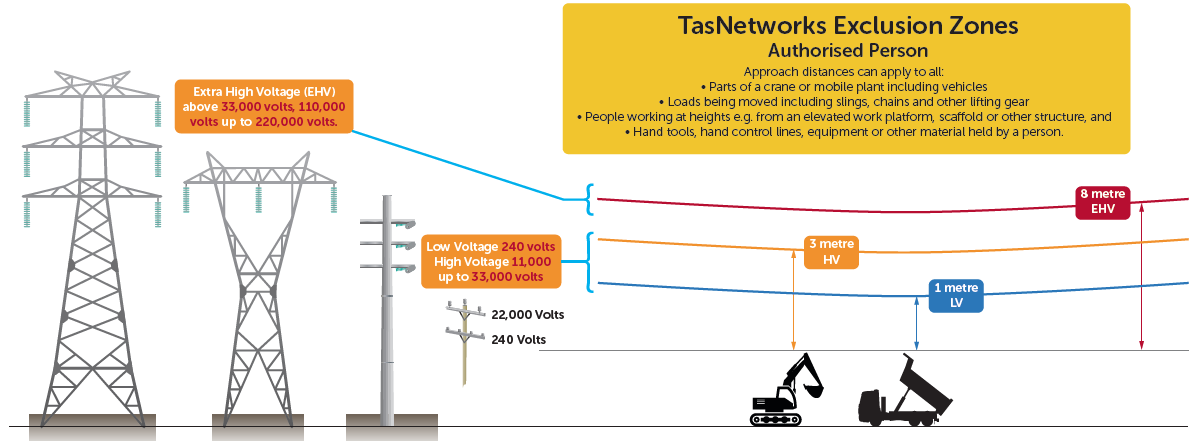 TasNetworks Exclusion Zones
Authorised Person
Approach distances can apply to all:
• Parts of a crane or mobile plant including vehicles
• Loads being moved including slings, chains and other lifting gear
• People working at heights e.g. from an elevated work platform, scaffold or other structure, and
• Hand tools, hand control lines, equipment or other material held by a person.
Extra High Voltage (EHV)
above 33,000 volts, 110,000
volts up to 220,000 volts.
8 metre
EHV
Low Voltage 240 volts
High Voltage 11,000
up to 33,000 volts
3 metre
HV
1 metre
LV
22,000 Volts
240 Volts